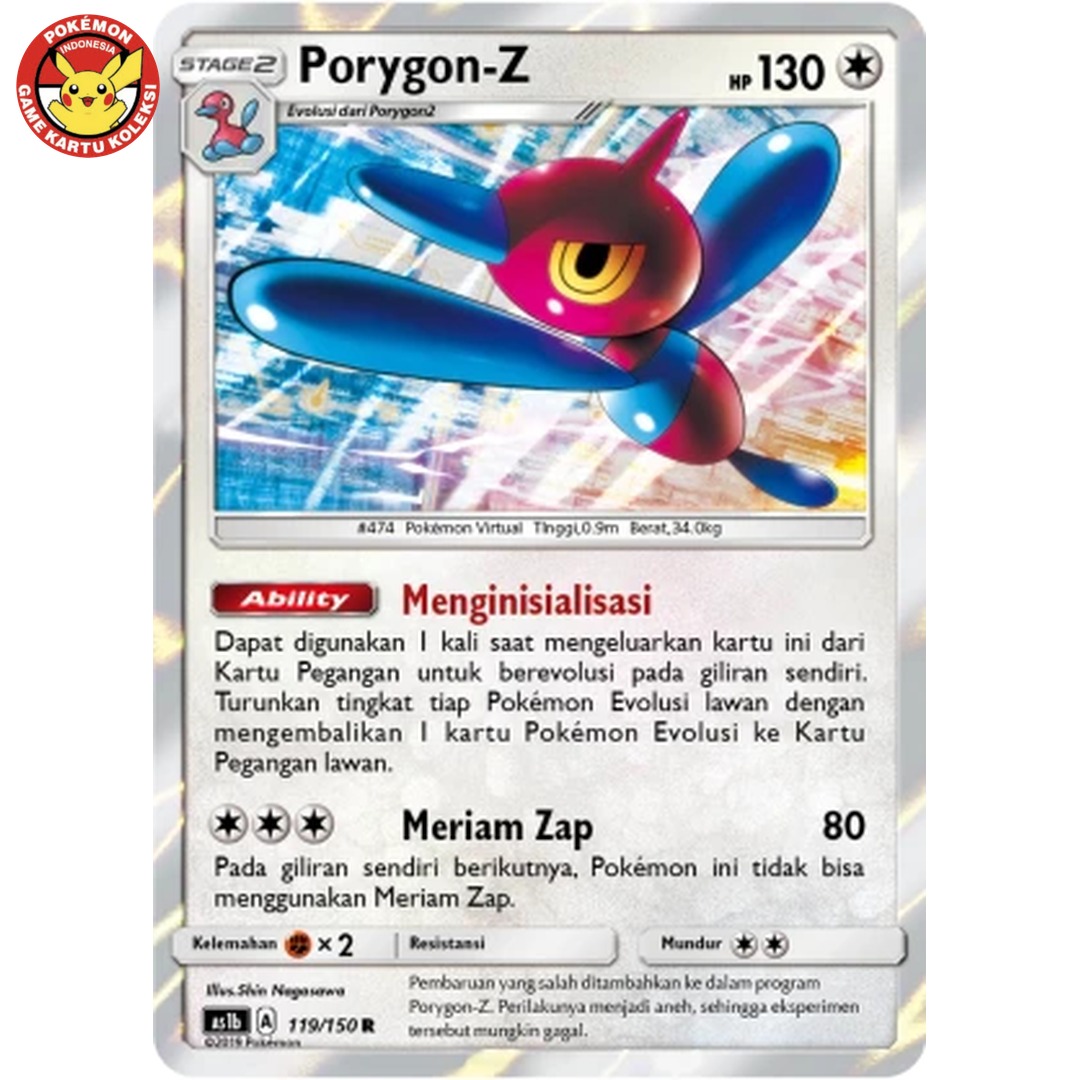 POKÉMON
INDONESIA
GAME KARTU KOLEKSI
STAGE 2
Porygon-Z
HP 130
Evolusi dari Porygon2
#474 Pokémon Virtual TInggi,0.9m Berat,34.0kg
Ability Menginisialisasi
Dapat digunakan 1 kali saat mengeluarkan kartu ini dari
Kartu Pegangan untuk berevolusi pada giliran sendiri.
Turunkan tingkat tiap Pokémon Evolusi lawan dengan
mengembalikan 1 kartu Pokémon Evolusi ke Kartu
Pegangan lawan.
Meriam Zap 80
Pada giliran sendiri berikutnya, Pokémon ini tidak bisa
menggunakan Meriam Zap.
Kelemahan ×2 Resistansi Mundur
Illus.Shin Nagasawa
AS1b A 119/150 R
©2019 Pokémon
Pembaruan yang salah ditambahkan ke dalam program
Porygon-Z. Perilakunya menjadi aneh, sehingga eksperimen
tersebut mungkin gagal.